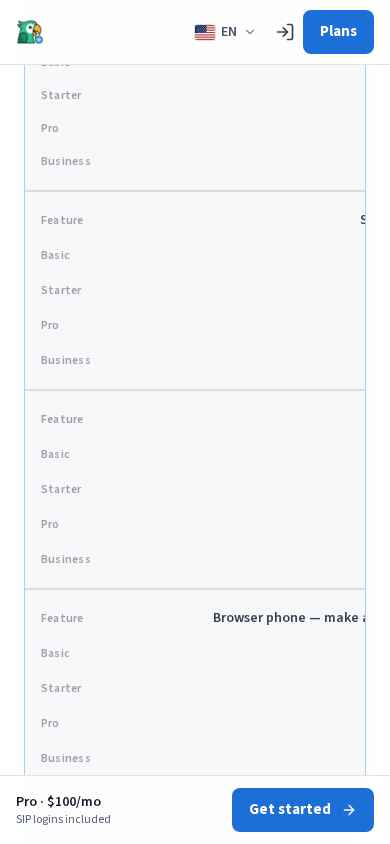 EN
Plans
Starter
Pro
Business
Feature
Basic
Starter
Pro
Business
Feature
Basic
Starter
Pro
Business
Feature Browser phone — make
Basic
Starter
Pro
Business
Pro · $100/mo
SIP logins included
Get started